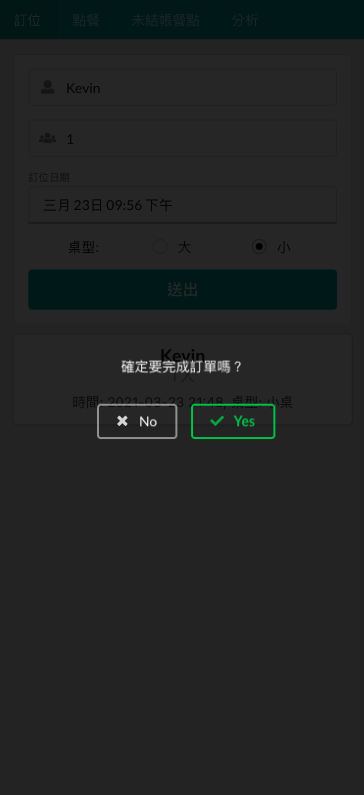 訂位 點餐 未結帳餐點 分析
Kevin
1
訂位日期
三月 23日 09:56 下午
桌型: 大 小
送出
Kevin
確定要完成訂單嗎？
1 人
時間: 2021-03-23 21:48, 桌型: 小桌
No Yes